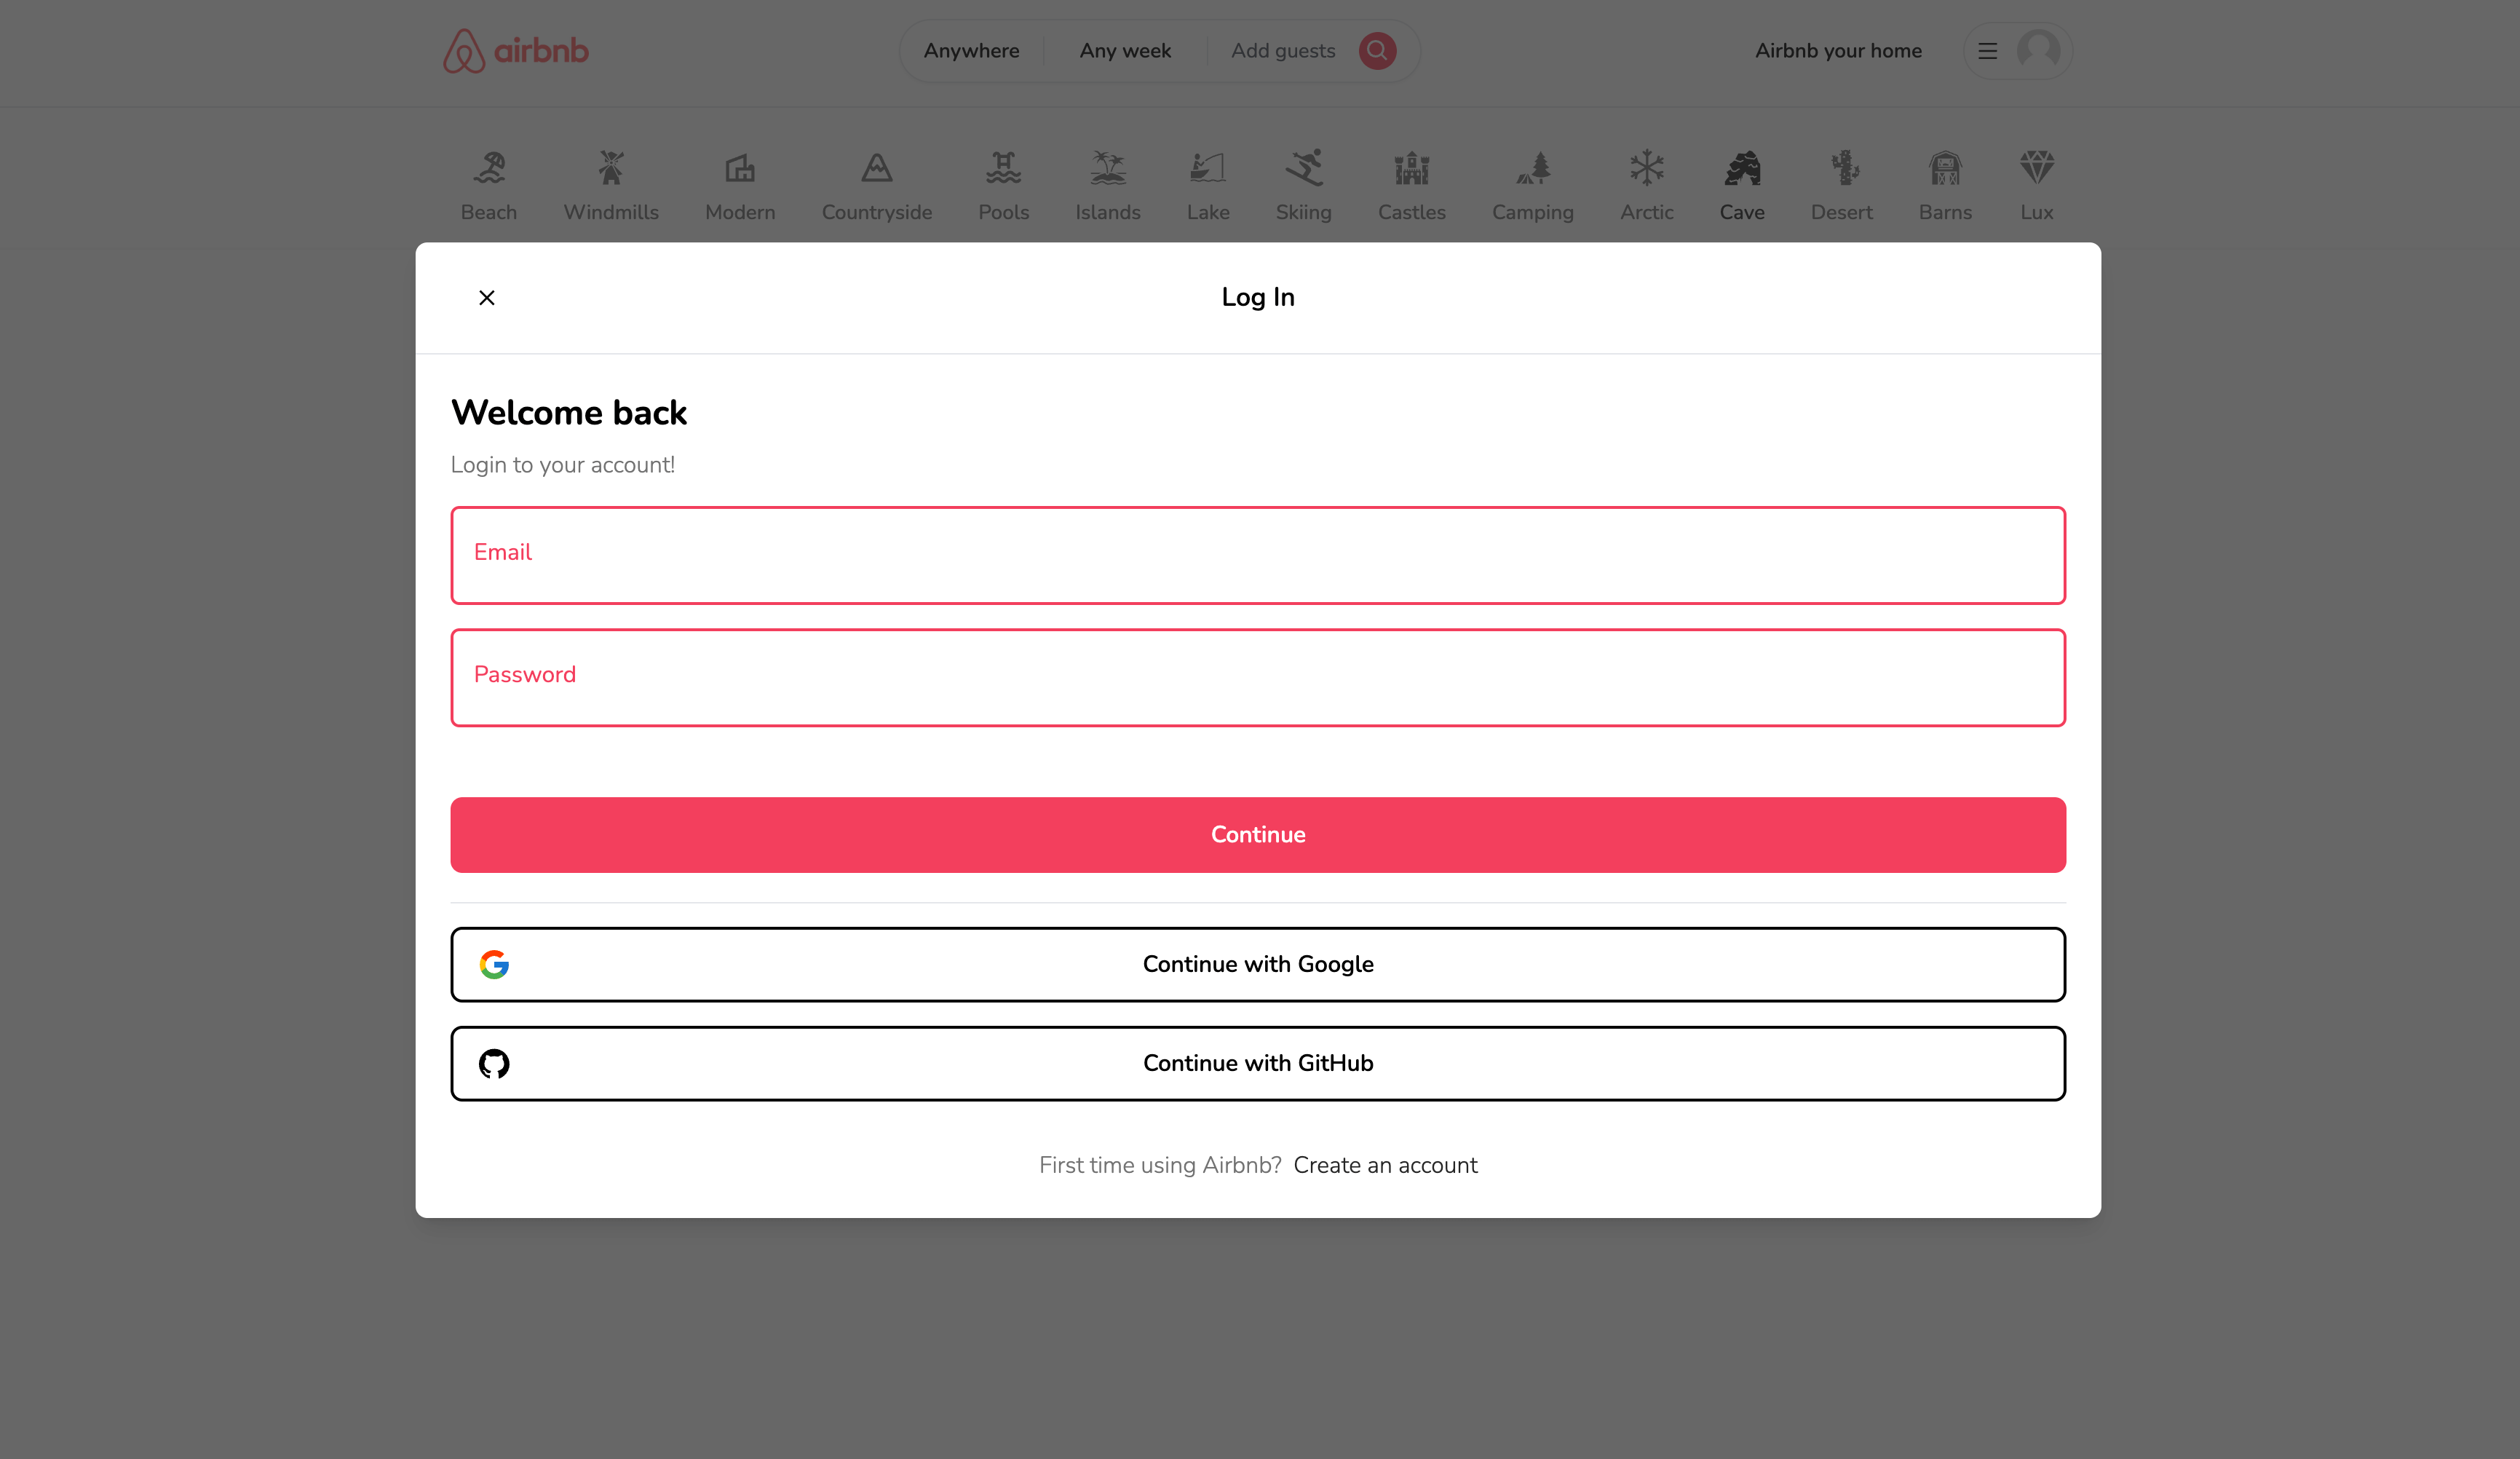 airbnb
Anywhere Any week Add guests
Airbnb your home
Beach Windmills Modern Countryside Pools Islands Lake Skiing Castles Camping Arctic Cave Desert Barns Lux
Log In
Welcome back
Login to your account!
Email
Password
Continue
Continue with Google
Continue with GitHub
First time using Airbnb? Create an account